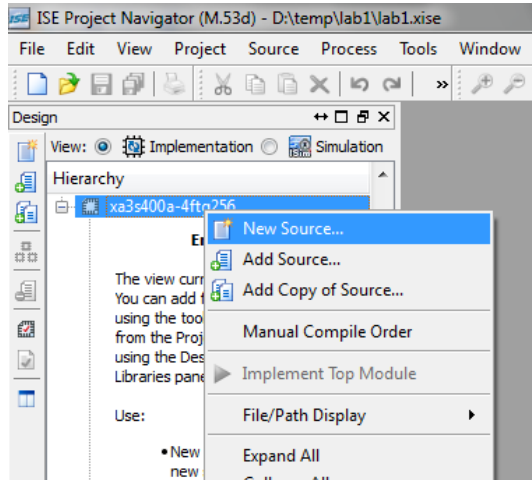 ISE Project Navigator (M.53d) - D:\temp\lab1\lab1.xise
File Edit View Project Source Process Tools Window
»
Design
View: Implementation Simulation
Hierarchy
xa3s400a-4ftg256
New Source...
Add Source...
The view curr
Add Copy of Source...
You can add
using the too
from the Proj
Manual Compile Order
using the Des
Libraries pane
Implement Top Module
Use:
File/Path Display
• New
Expand All
new